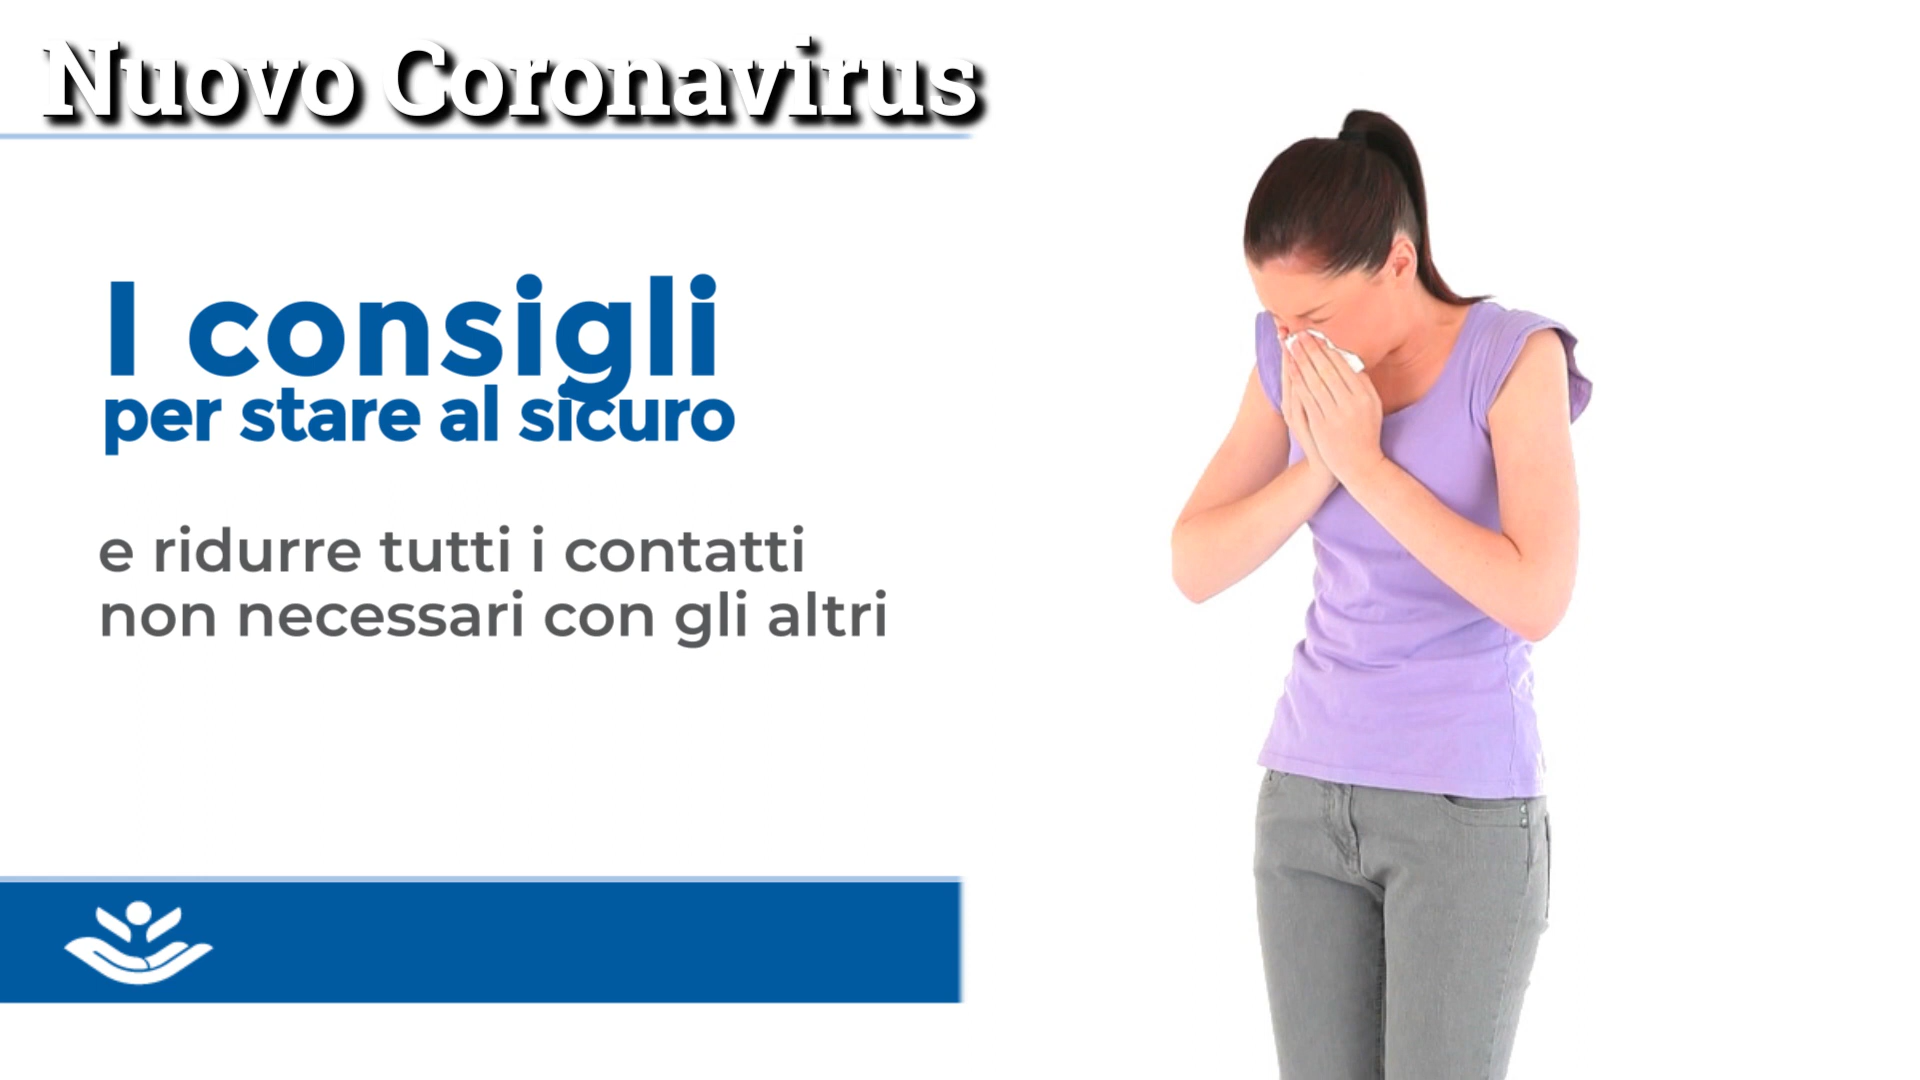 Nuovo Coronavirus
I consigli
per stare al sicuro
e ridurre tutti i contatti
non necessari con gli altri